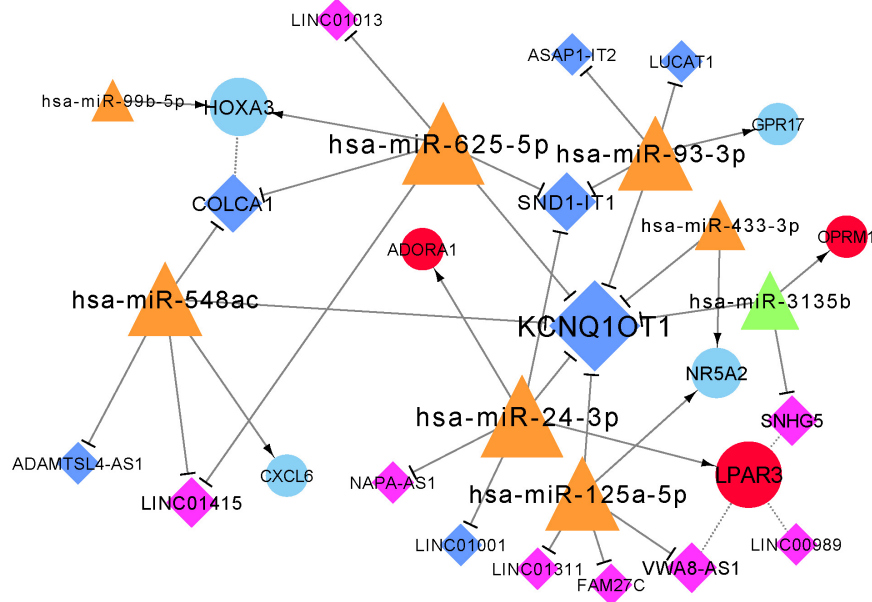 LINC01013
ASAP1-IT2
LUCAT1
hsa-miR-99b-5p
HOXA3
GPR17
hsa-miR-625-5p
hsa-miR-93-3p
COLCA1
SND1-IT1
hsa-miR-433-3p
OPRM1
ADORA1
hsa-miR-548ac
hsa-miR-3135b
KCNQ1OT1
NR5A2
hsa-miR-24-3p
SNHG5
ADAMTSL4-AS1
CXCL6
LPAR3
NAPA-AS1
hsa-miR-125a-5p
LINC01415
LINC01001
LINC00989
LINC01311
VWA8-AS1
FAM27C